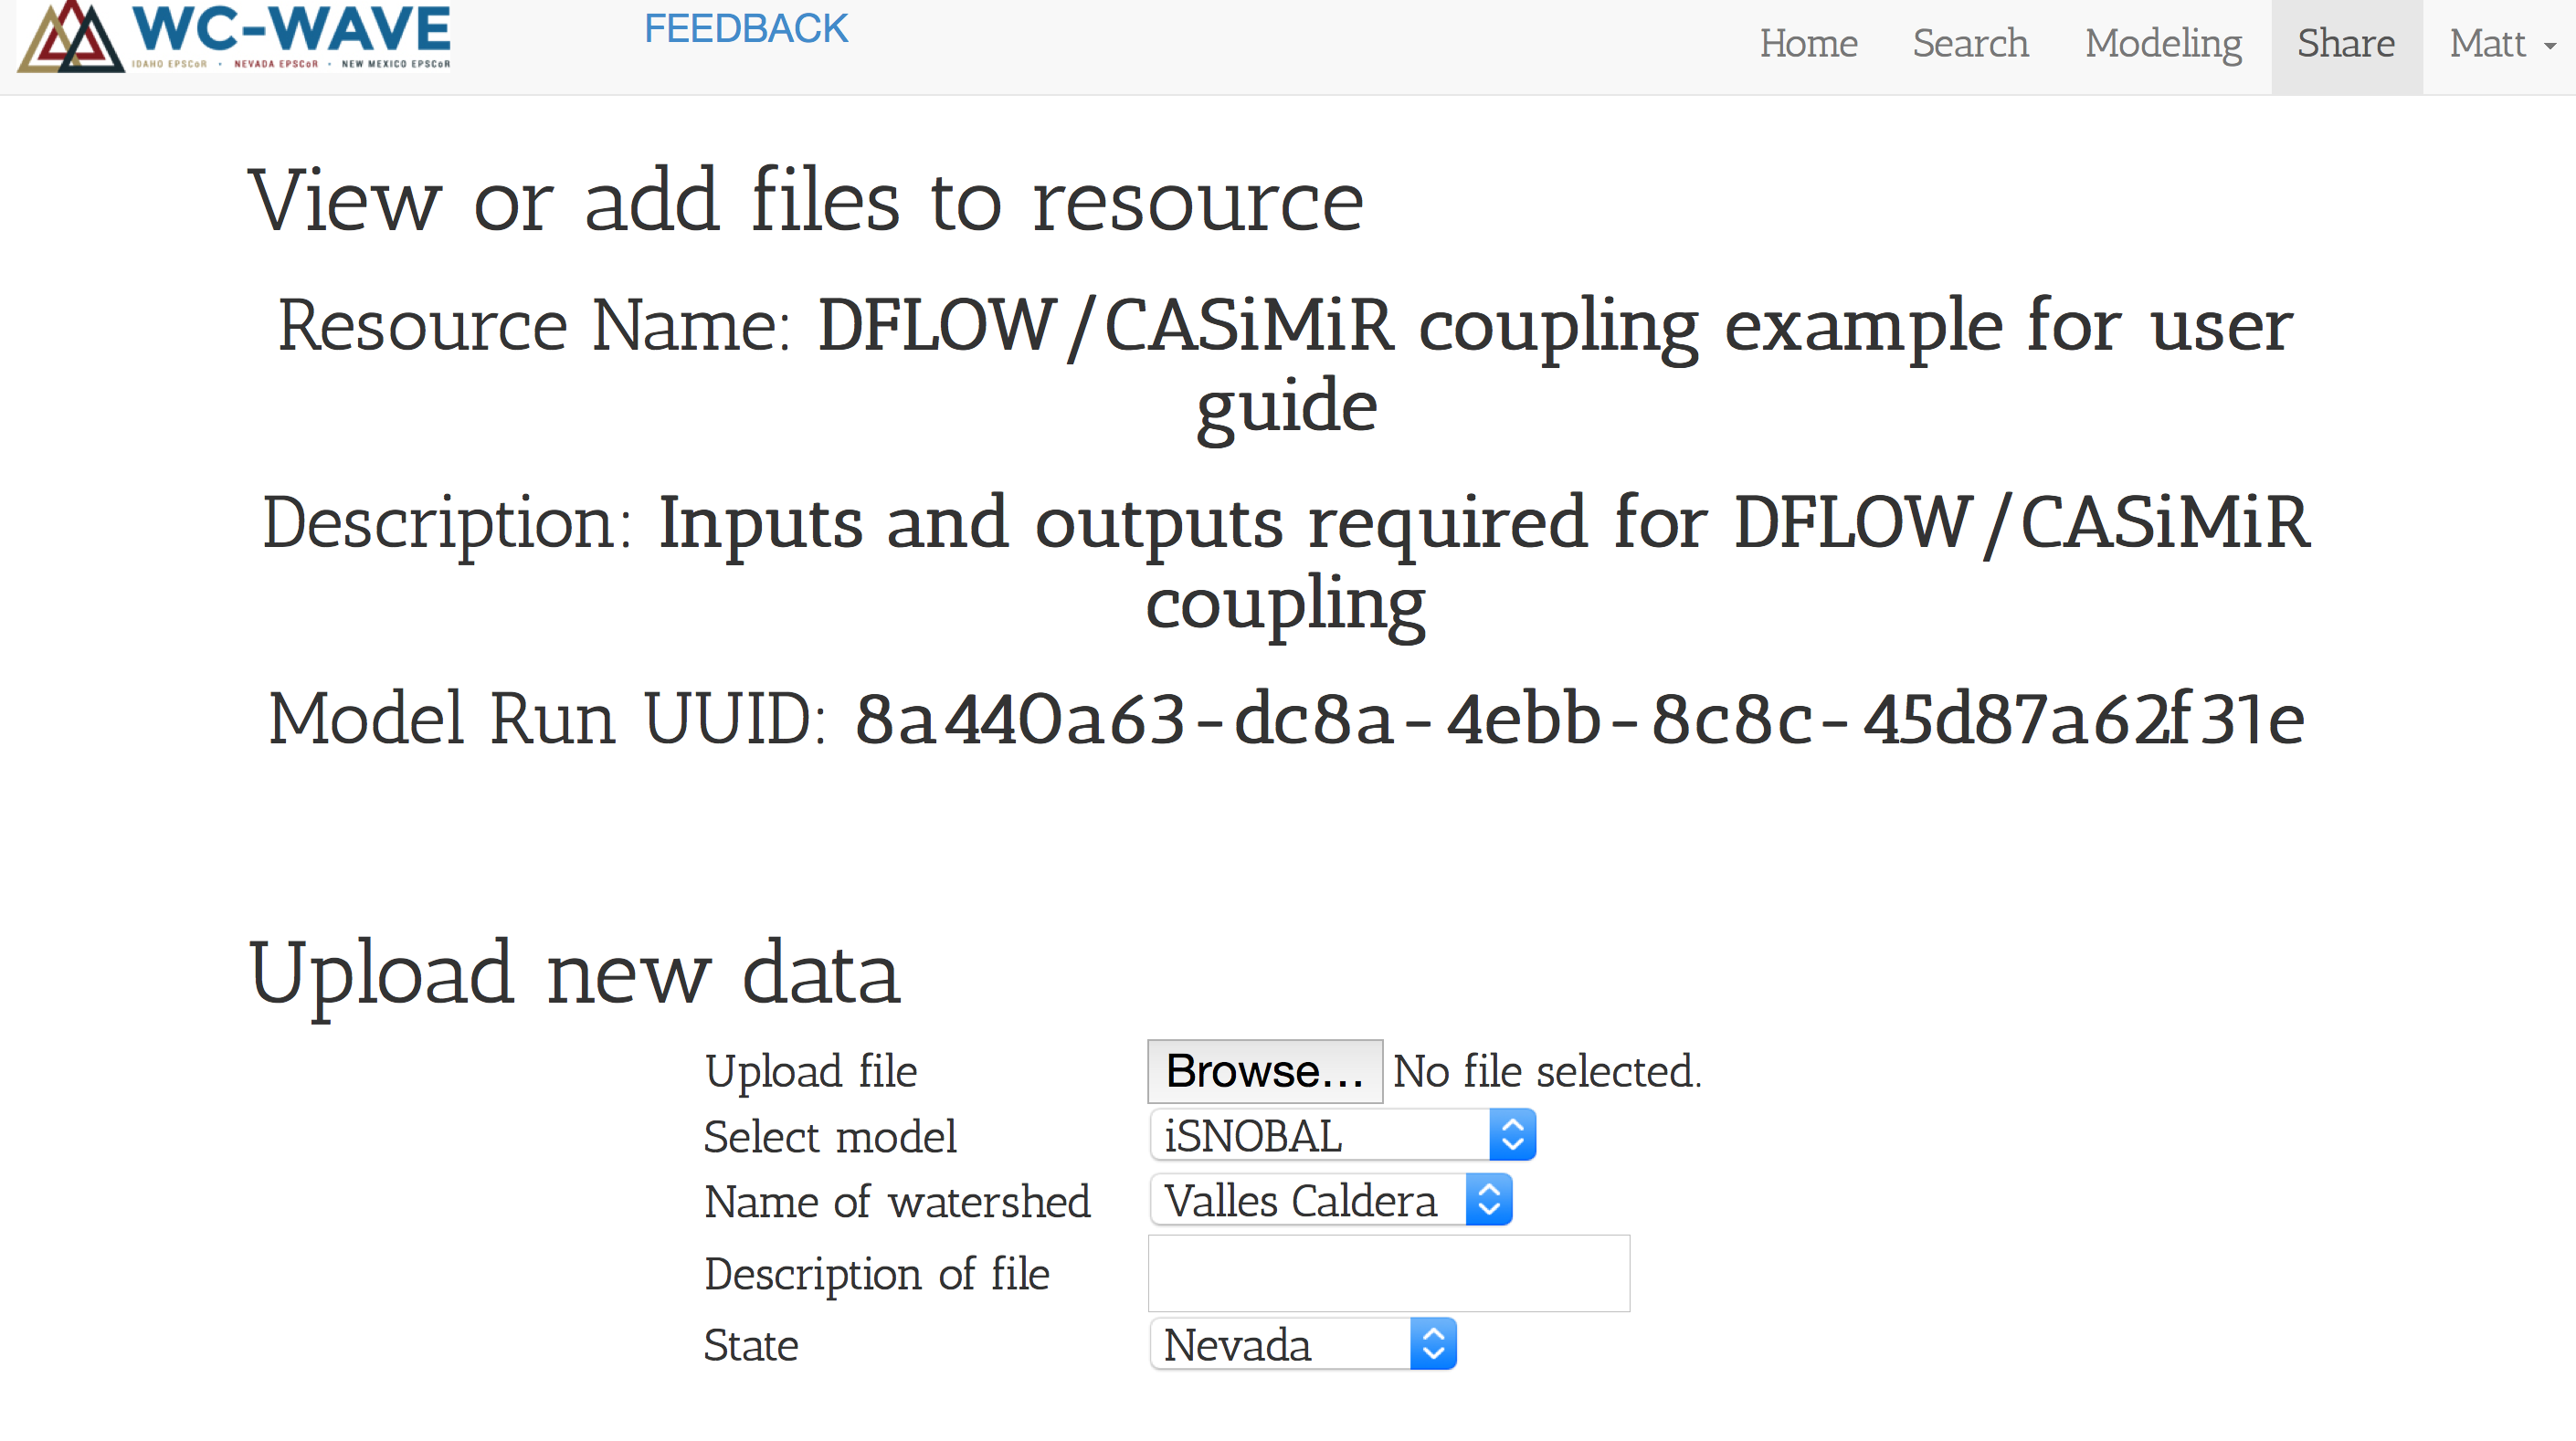 WC-WAVE
IDAHO EPSCoR · NEVADA EPSCoR · NEW MEXICO EPSCoR
FEEDBACK
Home Search Modeling Share Matt
View or add files to resource
Resource Name: DFLOW/CASiMiR coupling example for user
guide
Description: Inputs and outputs required for DFLOW/CASiMiR
coupling
Model Run UUID: 8a440a63-dc8a-4ebb-8c8c-45d87a62f31e
Upload new data
Upload file Browse... No file selected.
Select model iSNOBAL
Name of watershed Valles Caldera
Description of file
State Nevada